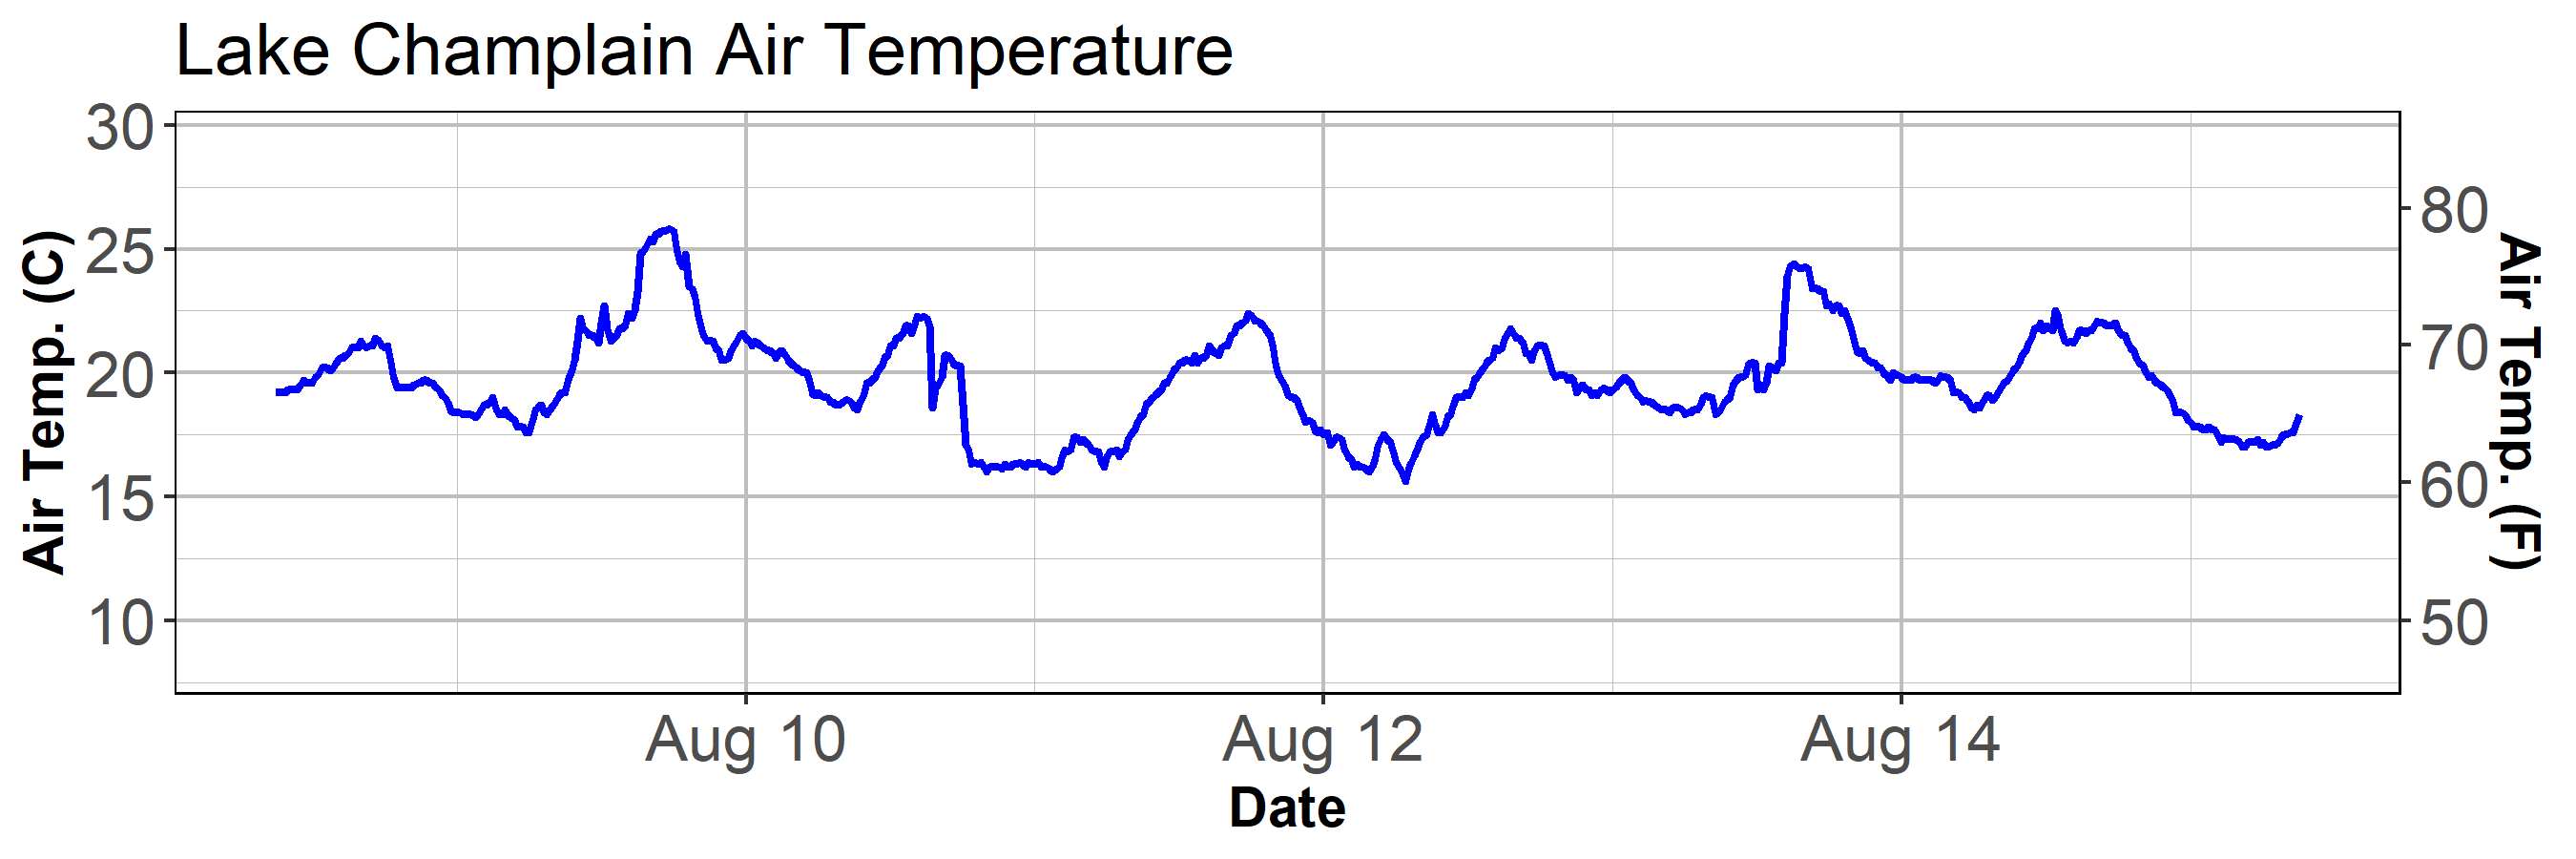 Lake Champlain Air Temperature
30
25
20
15
10
Air Temp. (C)
80
70
60
50
Air Temp. (F)
Aug 10
Aug 12
Aug 14
Date